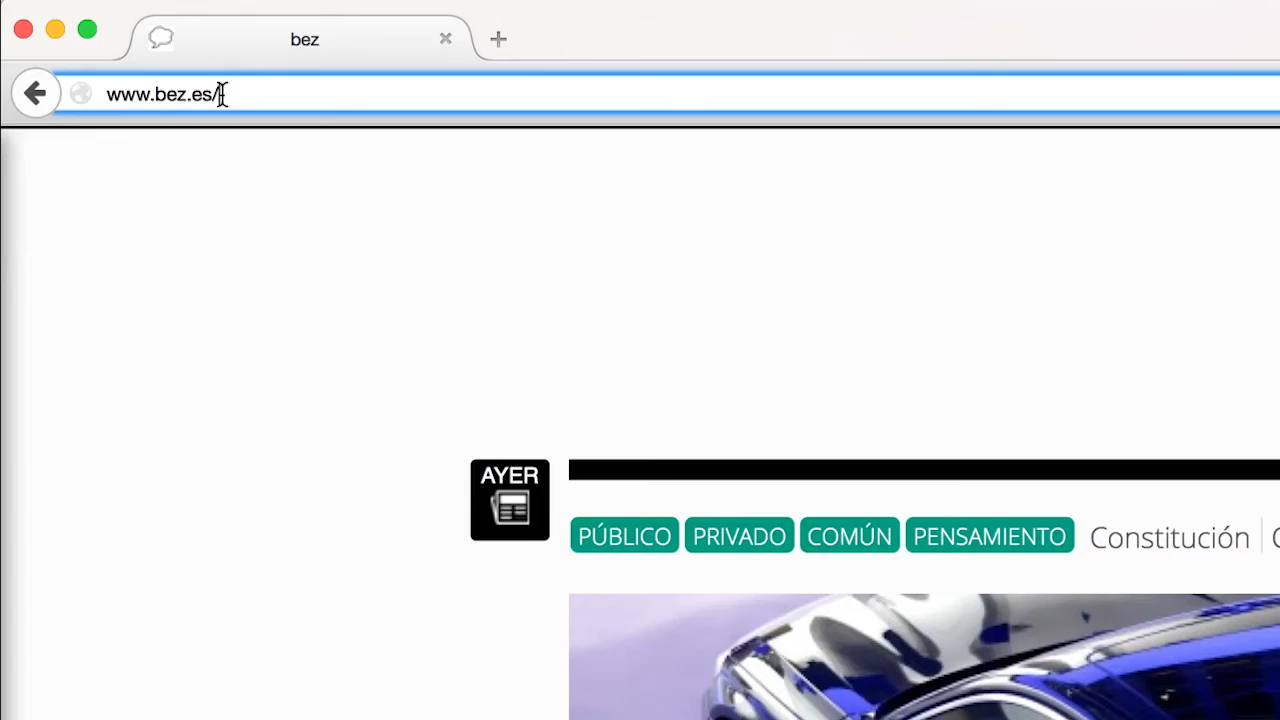 bez
www.bez.es/
AYER
PÚBLICO PRIVADO COMÚN PENSAMIENTO Constitución